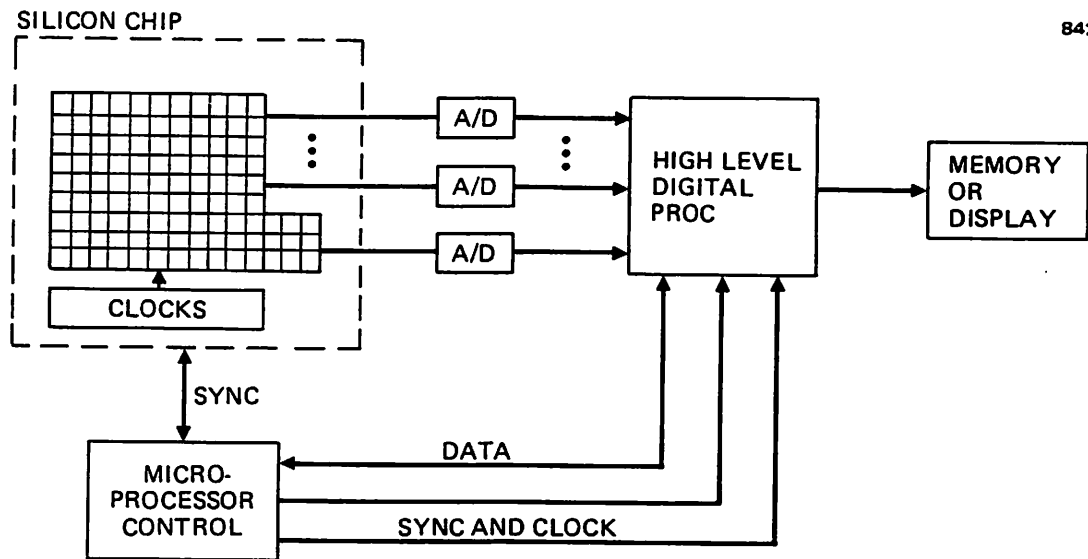 SILICON CHIP
A/D
A/D
A/D
HIGH LEVEL
DIGITAL
PROC
MEMORY
OR
DISPLAY
CLOCKS
SYNC
MICRO-
PROCESSOR
CONTROL
DATA
SYNC AND CLOCK